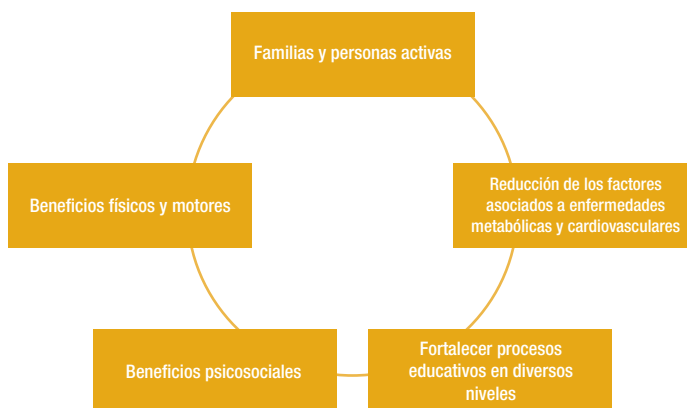 Familias y personas activas
Beneficios físicos y motores
Reducción de los factores
asociados a enfermedades
metabólicas y cardiovasculares
Beneficios psicosociales
Fortalecer procesos
educativos en diversos
niveles